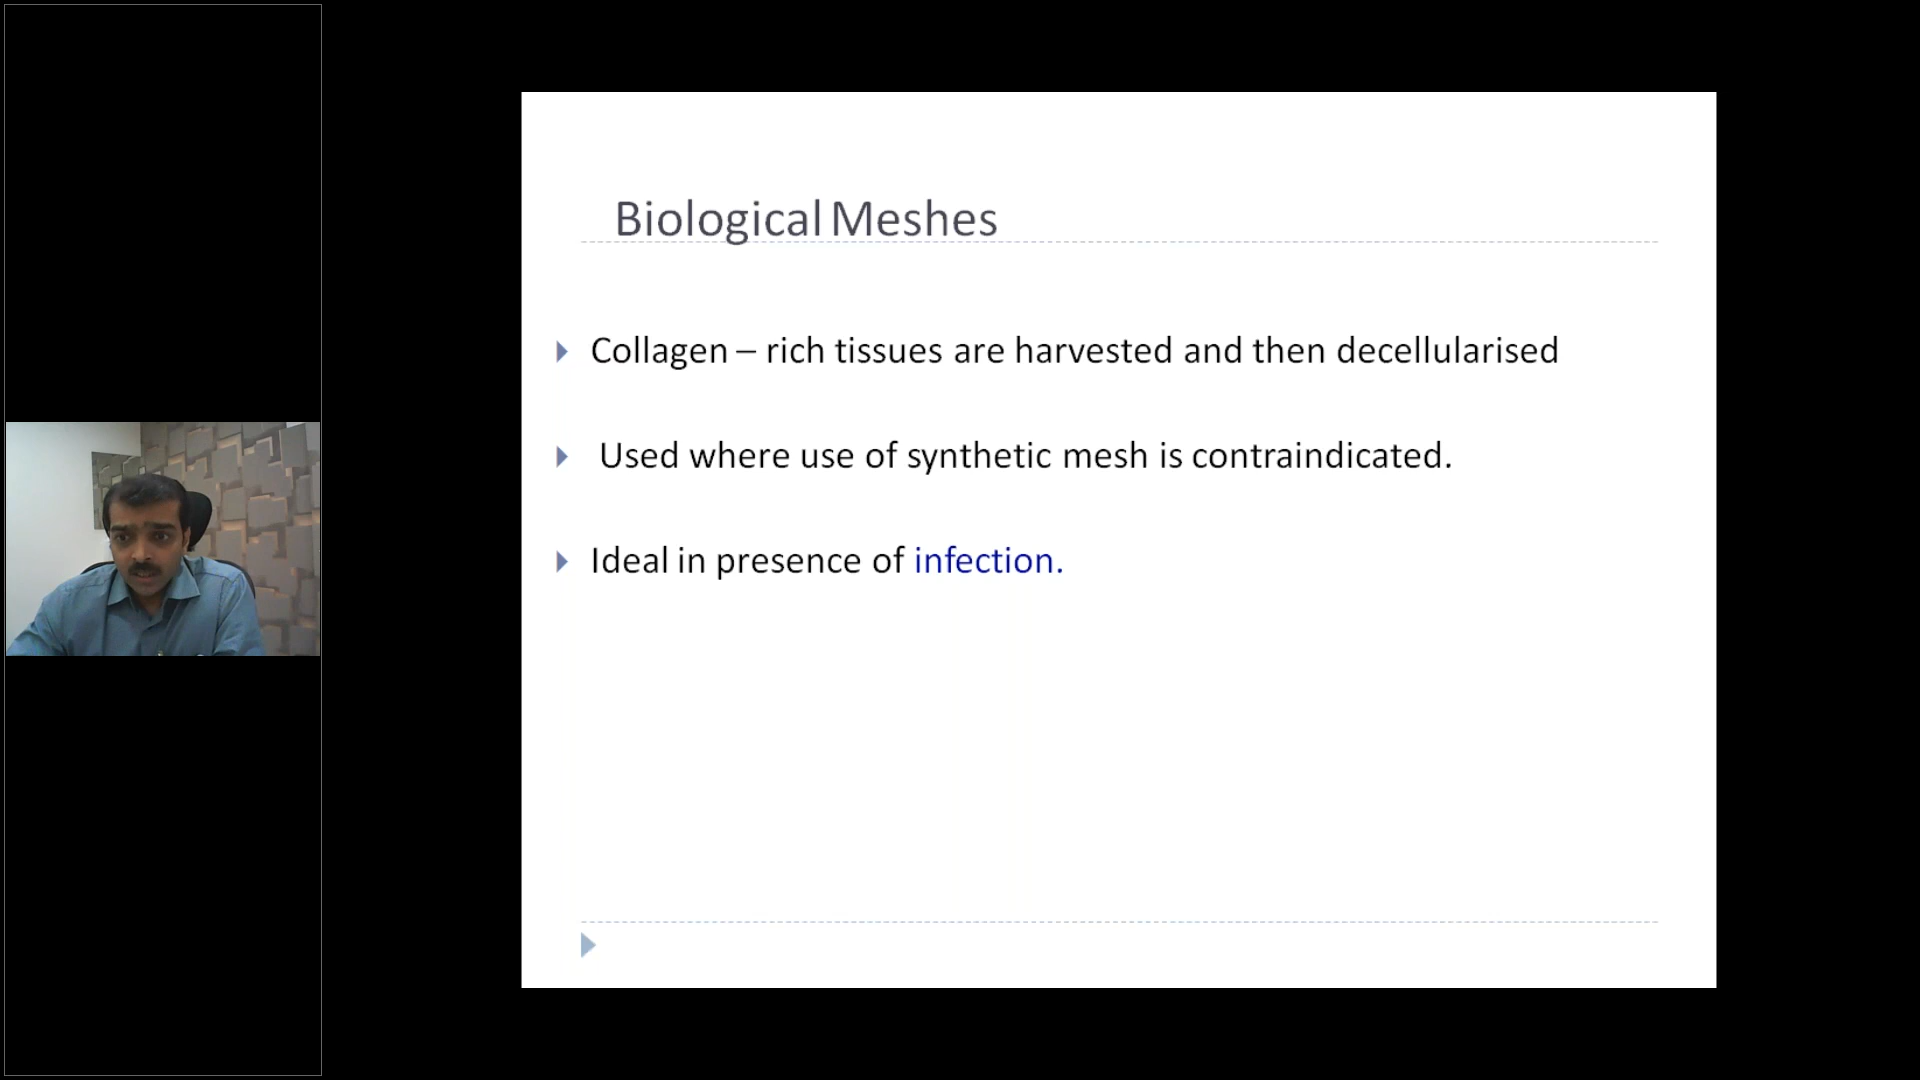 Biological Meshes
Collagen – rich tissues are harvested and then decellularised
Used where use of synthetic mesh is contraindicated.
Ideal in presence of infection.